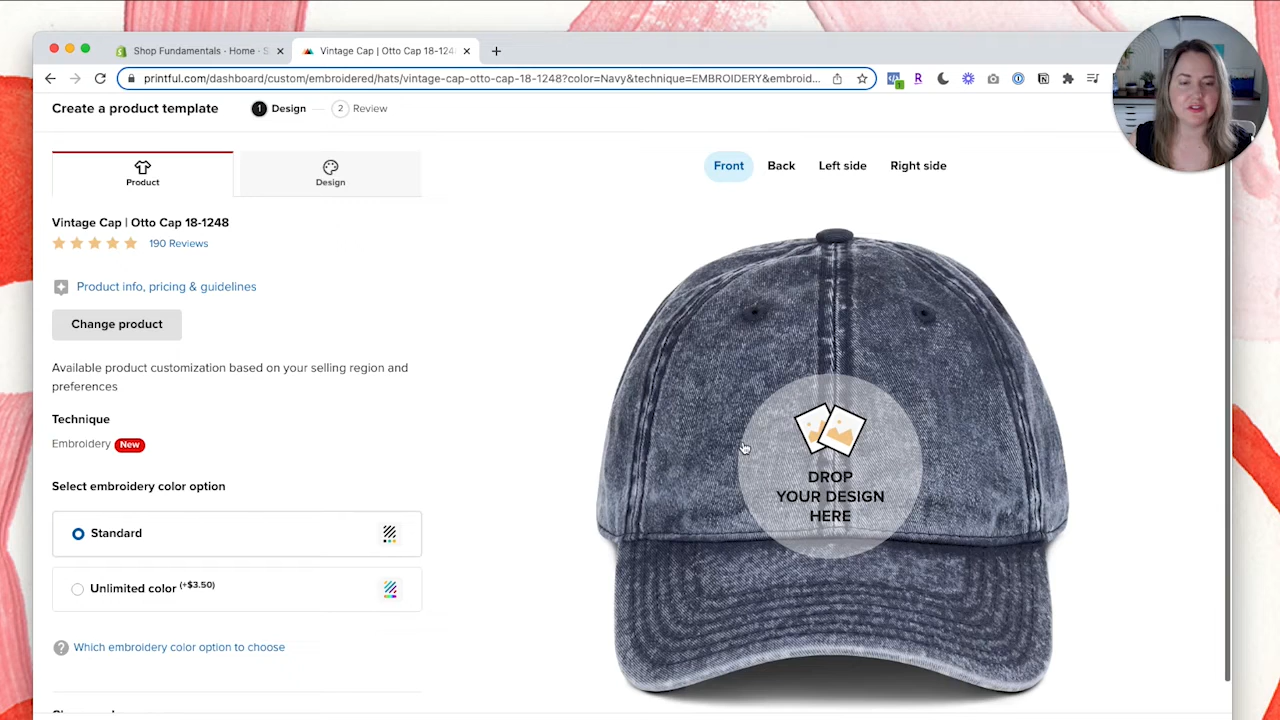 Shop Fundamentals · Home · S
Vintage Cap | Otto Cap 18-124
printful.com/dashboard/custom/embroidered/hats/vintage-cap-otto-cap-18-1248?color=Navy&technique=EMBROIDERY&embroid...
Create a product template
1 Design
2 Review
Product
Design
Front
Back
Left side
Right side
Vintage Cap | Otto Cap 18-1248
190 Reviews
Product info, pricing & guidelines
Change product
Available product customization based on your selling region and
preferences
Technique
Embroidery New
Select embroidery color option
Standard
Unlimited color (+$3.50)
Which embroidery color option to choose
DROP
YOUR DESIGN
HERE